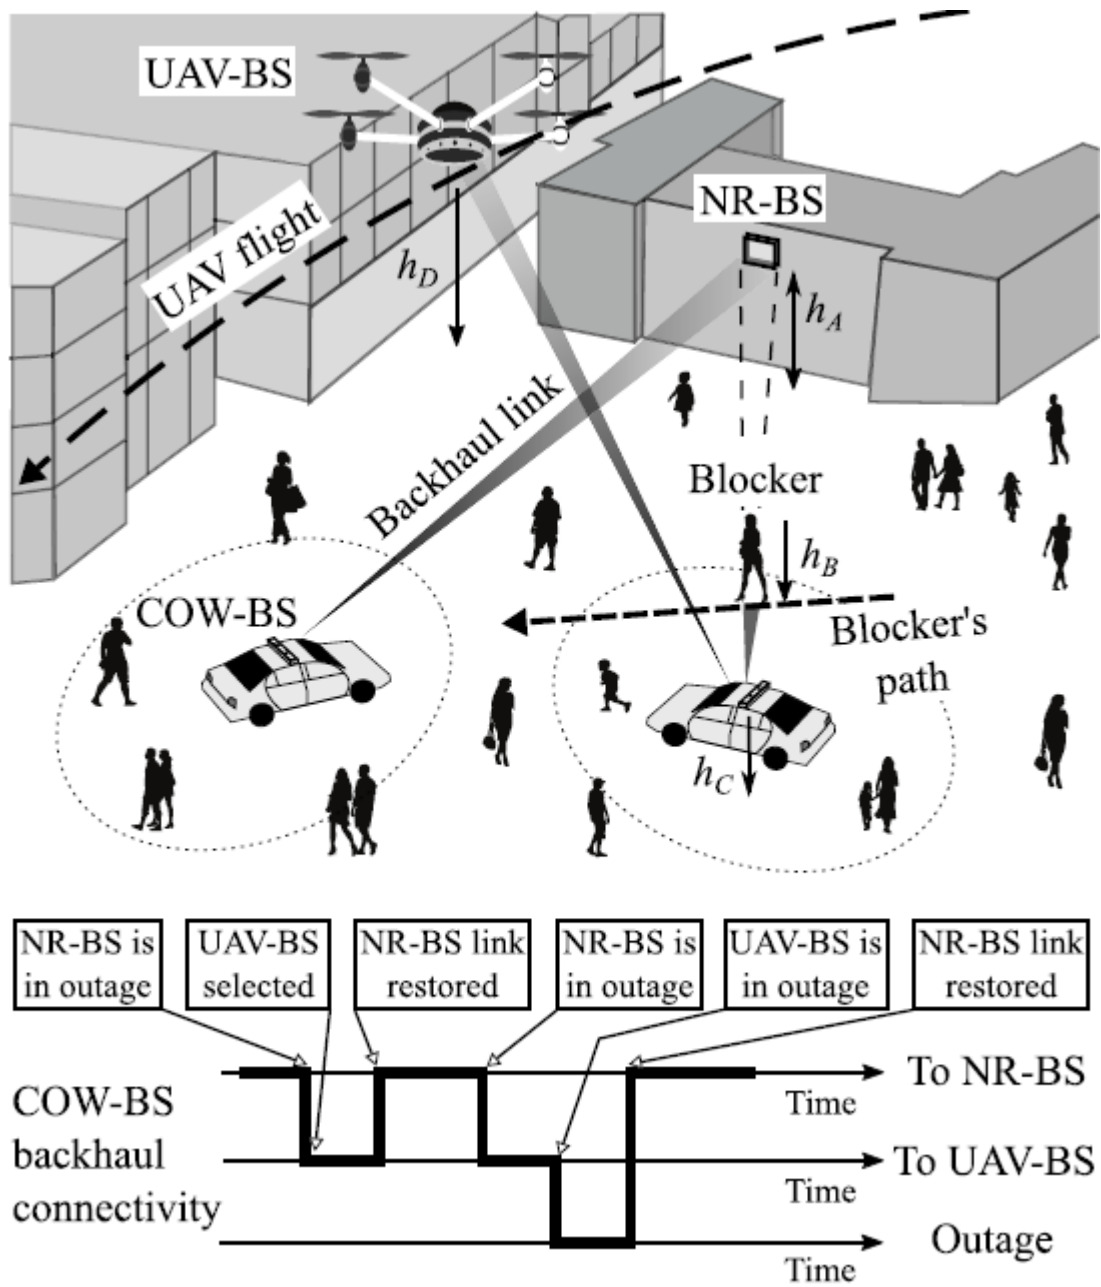 UAV-BS
NR-BS
UAV flight
h_D
h_A
Backhaul link
Blocker
h_B
COW-BS
Blocker's
path
h_C
NR-BS is
in outage
UAV-BS
selected
NR-BS link
restored
NR-BS is
in outage
UAV-BS is
in outage
NR-BS link
restored
COW-BS
backhaul
connectivity
To NR-BS
Time
To UAV-BS
Time
Outage
Time